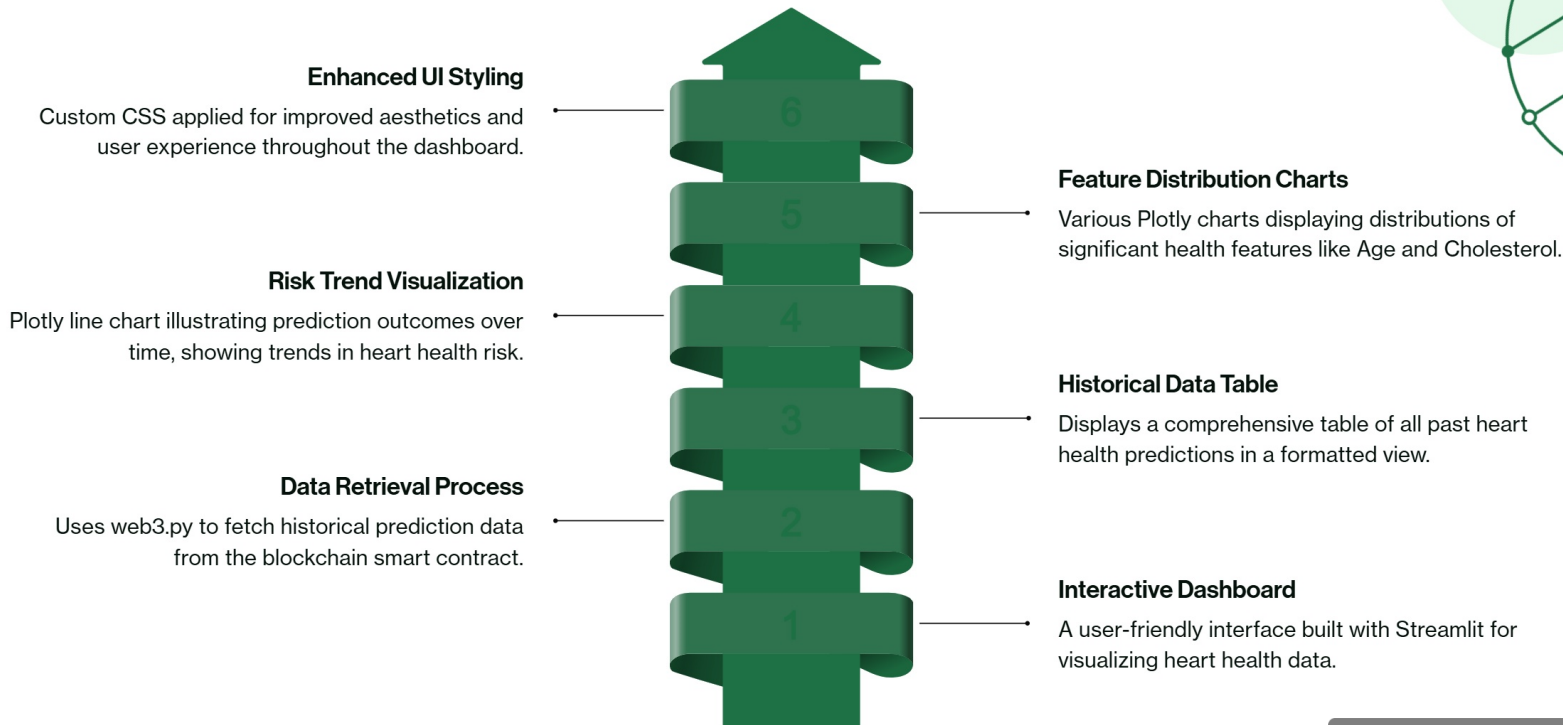 Enhanced UI Styling
Custom CSS applied for improved aesthetics and
user experience throughout the dashboard.
6
Feature Distribution Charts
Various Plotly charts displaying distributions of
significant health features like Age and Cholesterol.
5
Risk Trend Visualization
Plotly line chart illustrating prediction outcomes over
time, showing trends in heart health risk.
4
Historical Data Table
Displays a comprehensive table of all past heart
health predictions in a formatted view.
3
Data Retrieval Process
Uses web3.py to fetch historical prediction data
from the blockchain smart contract.
2
Interactive Dashboard
A user-friendly interface built with Streamlit for
visualizing heart health data.
1